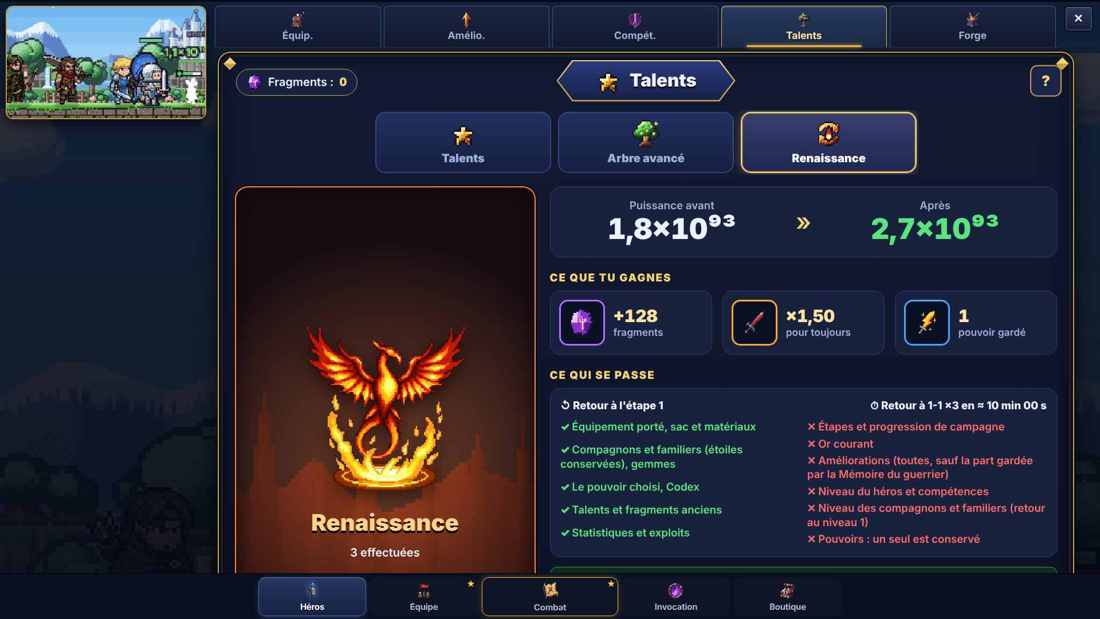 Équip.
Amélio.
Compét.
Talents
Forge
×
1,1×10
Fragments : 0
Talents
?
Talents
Arbre avancé
Renaissance
Puissance avant
1,8×10⁹³
»
Après
2,7×10⁹³
CE QUE TU GAGNES
+128
fragments
×1,50
pour toujours
1
pouvoir gardé
CE QUI SE PASSE
Retour à l'étape 1
Retour à 1-1 ×3 en ≈ 10 min 00 s
✓ Équipement porté, sac et matériaux
✓ Compagnons et familiers (étoiles
conservées), gemmes
✓ Le pouvoir choisi, Codex
✓ Talents et fragments anciens
✓ Statistiques et exploits
✕ Étapes et progression de campagne
✕ Or courant
✕ Améliorations (toutes, sauf la part gardée
par la Mémoire du guerrier)
✕ Niveau du héros et compétences
✕ Niveau des compagnons et familiers (retour
au niveau 1)
✕ Pouvoirs : un seul est conservé
Renaissance
3 effectuées
Héros
Équipe
Combat
Invocation
Boutique